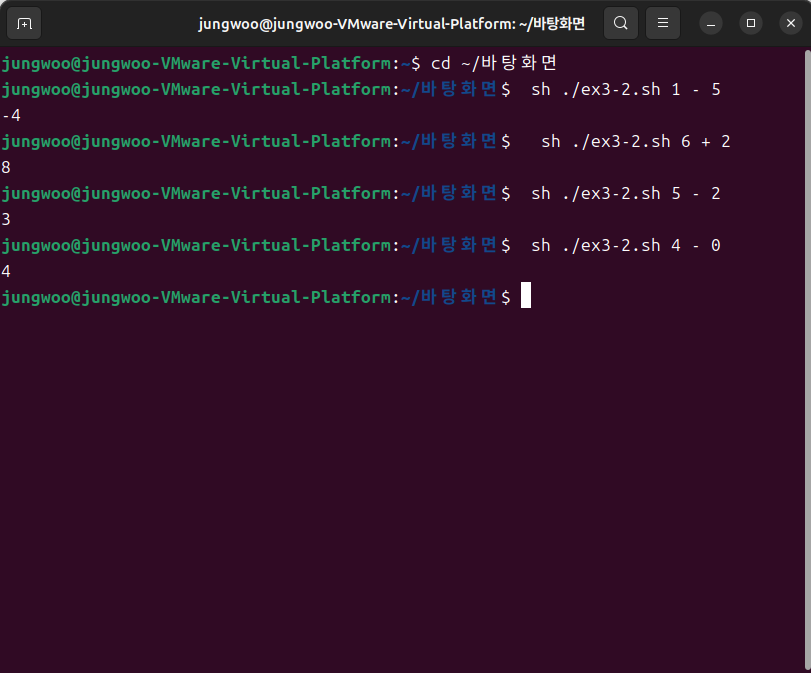 jungwoo@jungwoo-VMware-Virtual-Platform: ~/바탕화면
jungwoo@jungwoo-VMware-Virtual-Platform:~$ cd ~/바탕화면
jungwoo@jungwoo-VMware-Virtual-Platform:~/바탕화면$  sh ./ex3-2.sh 1 - 5
-4
jungwoo@jungwoo-VMware-Virtual-Platform:~/바탕화면$   sh ./ex3-2.sh 6 + 2
8
jungwoo@jungwoo-VMware-Virtual-Platform:~/바탕화면$  sh ./ex3-2.sh 5 - 2
3
jungwoo@jungwoo-VMware-Virtual-Platform:~/바탕화면$  sh ./ex3-2.sh 4 - 0
4
jungwoo@jungwoo-VMware-Virtual-Platform:~/바탕화면$